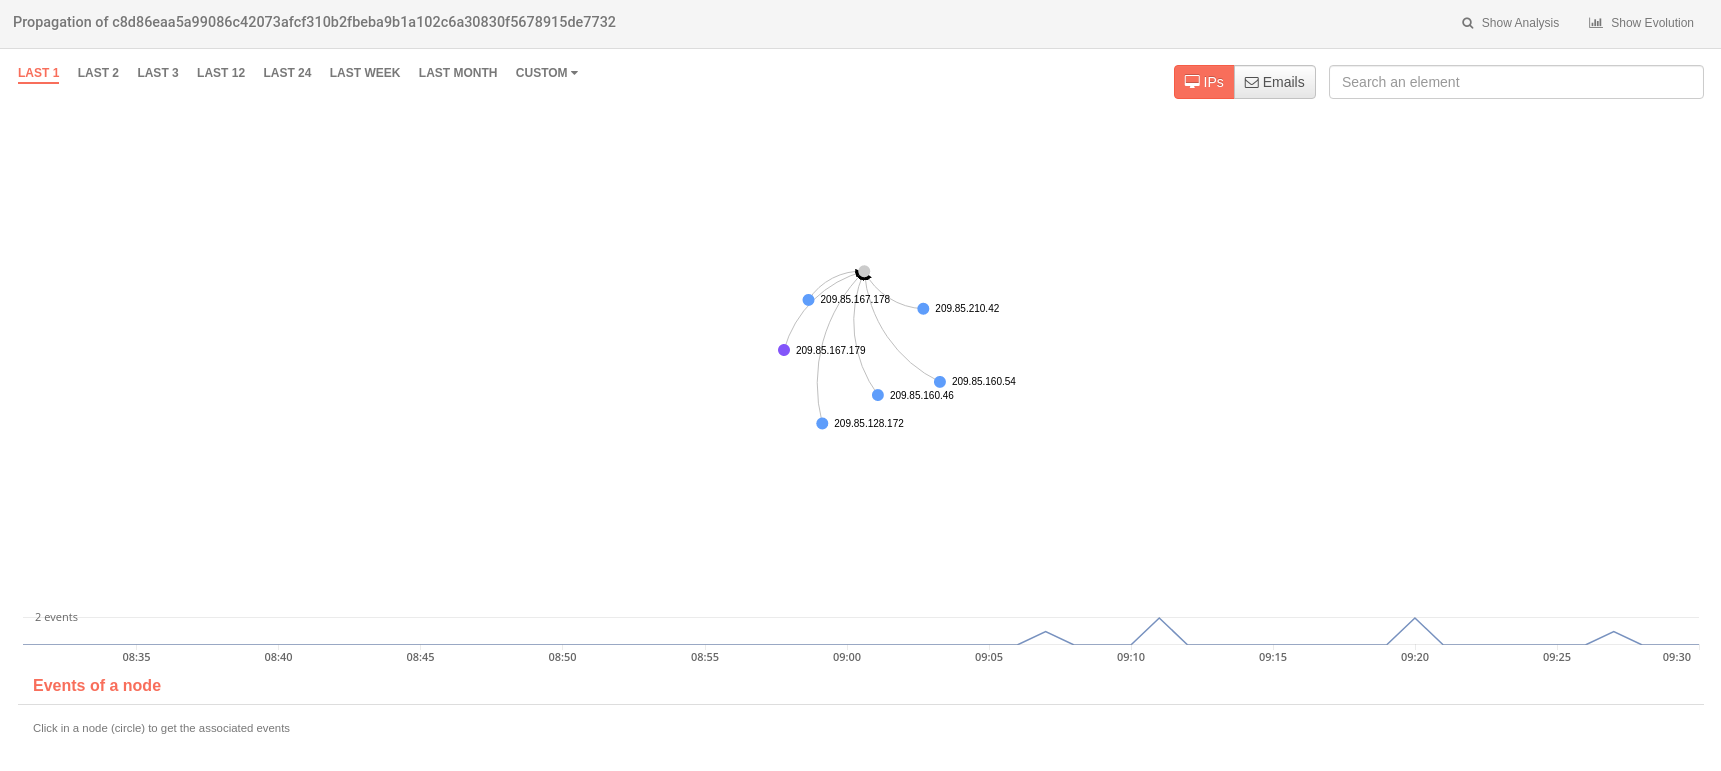 Propagation of c8d86eaa5a99086c42073afcf310b2fbeba9b1a102c6a30830f5678915de7732
Show Analysis
Show Evolution
LAST 1
LAST 2
LAST 3
LAST 12
LAST 24
LAST WEEK
LAST MONTH
CUSTOM
IPs
Emails
Search an element
209.85.167.178
209.85.210.42
209.85.167.179
209.85.160.54
209.85.160.46
209.85.128.172
2 events
08:35
08:40
08:45
08:50
08:55
09:00
09:05
09:10
09:15
09:20
09:25
09:30
Events of a node
Click in a node (circle) to get the associated events